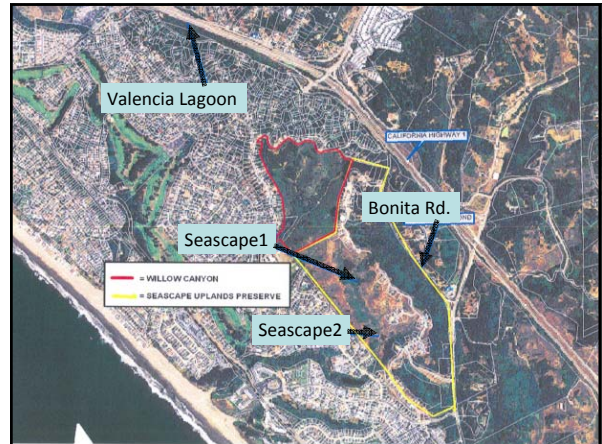 Valencia Lagoon
CALIFORNIA HIGHWAY 1
Bonita Rd.
Seascape1
= WILLOW CANYON
= SEASCAPE UPLANDS PRESERVE
Seascape2